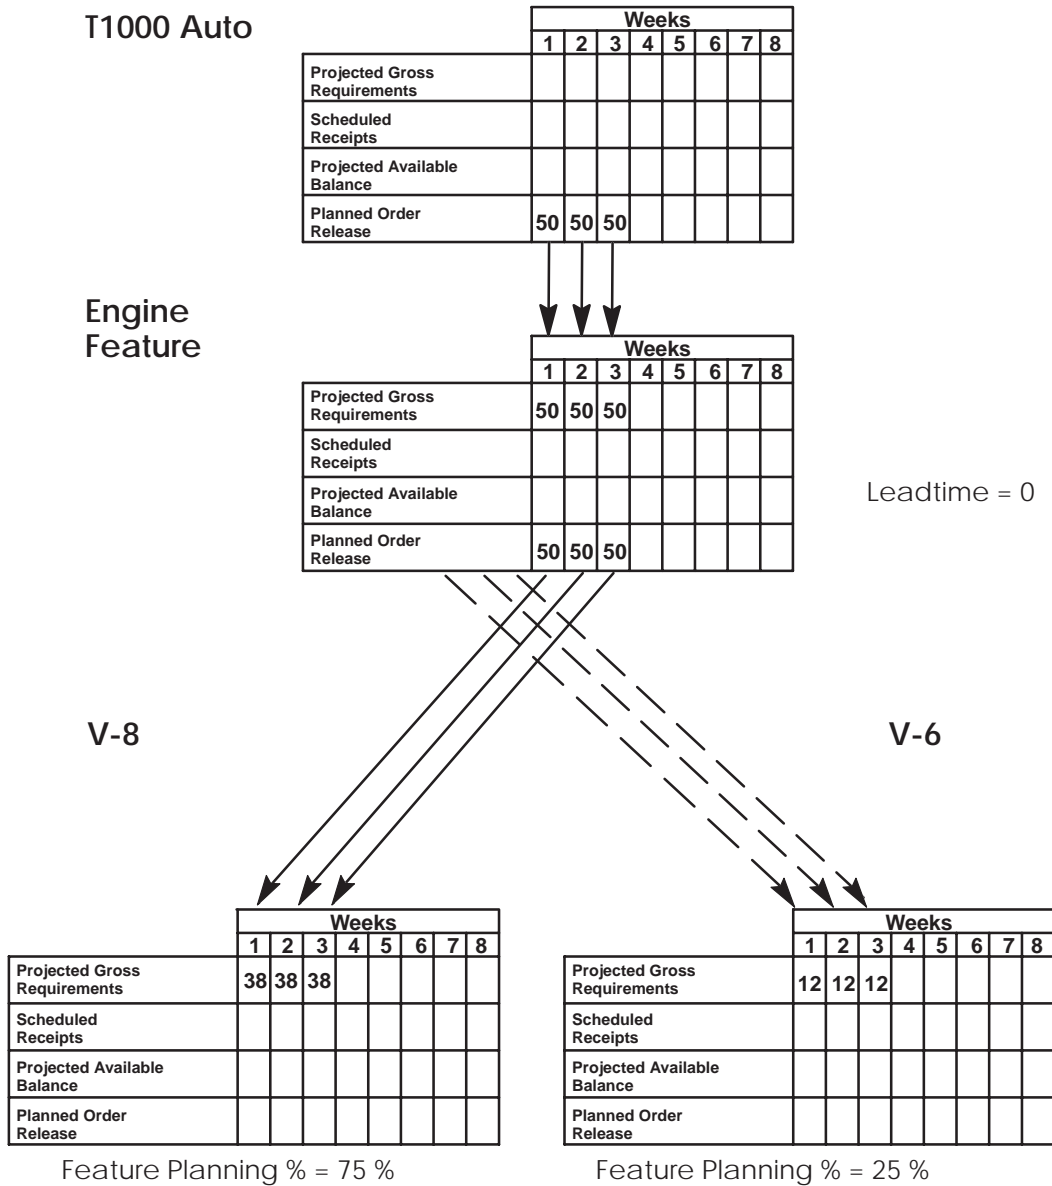 T1000 Auto
Weeks
1 2 3 4 5 6 7 8
Projected Gross
Requirements
Scheduled
Receipts
Projected Available
Balance
Planned Order
Release
50 50 50
Engine
Feature
Weeks
1 2 3 4 5 6 7 8
Projected Gross
Requirements
50 50 50
Scheduled
Receipts
Projected Available
Balance
Planned Order
Release
50 50 50
Leadtime = 0
V-8
Weeks
1 2 3 4 5 6 7 8
Projected Gross
Requirements
38 38 38
Scheduled
Receipts
Projected Available
Balance
Planned Order
Release
Feature Planning % = 75 %
V-6
Weeks
1 2 3 4 5 6 7 8
Projected Gross
Requirements
12 12 12
Scheduled
Receipts
Projected Available
Balance
Planned Order
Release
Feature Planning % = 25 %